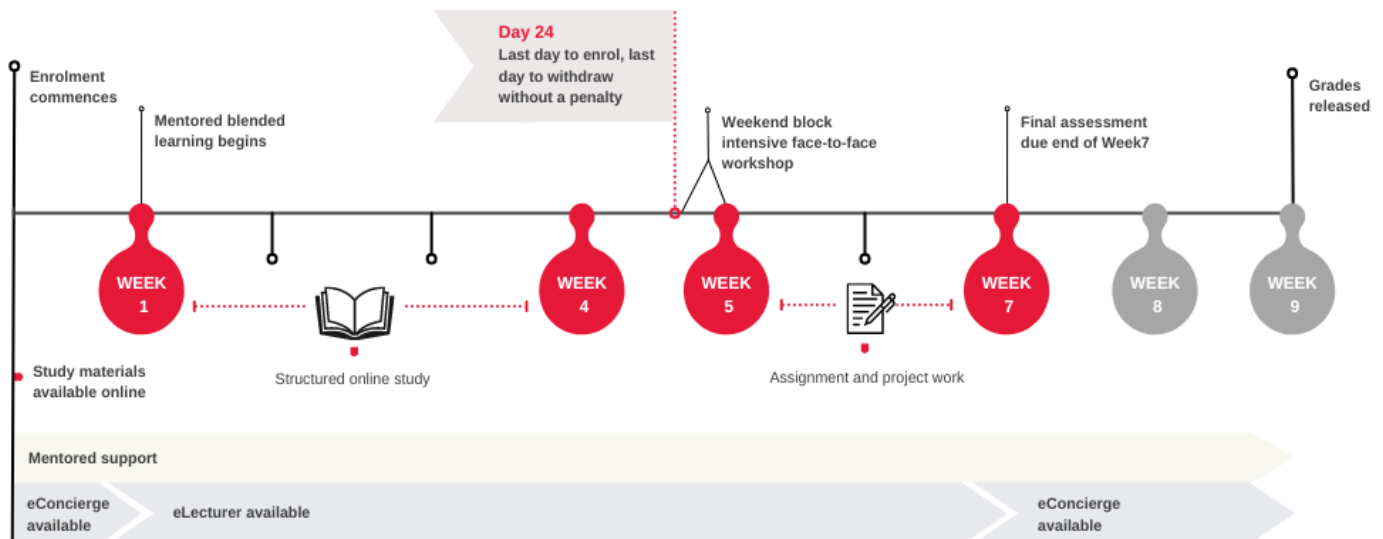 Day 24
Last day to enrol, last
day to withdraw
without a penalty
Enrolment
commences
Grades
released
Mentored blended
learning begins
Weekend block
intensive face-to-face
workshop
Final assessment
due end of Week7
WEEK
1
WEEK
4
WEEK
5
WEEK
7
WEEK
8
WEEK
9
Study materials
available online
Structured online study
Assignment and project work
Mentored support
eConcierge
available
eLecturer available
eConcierge
available